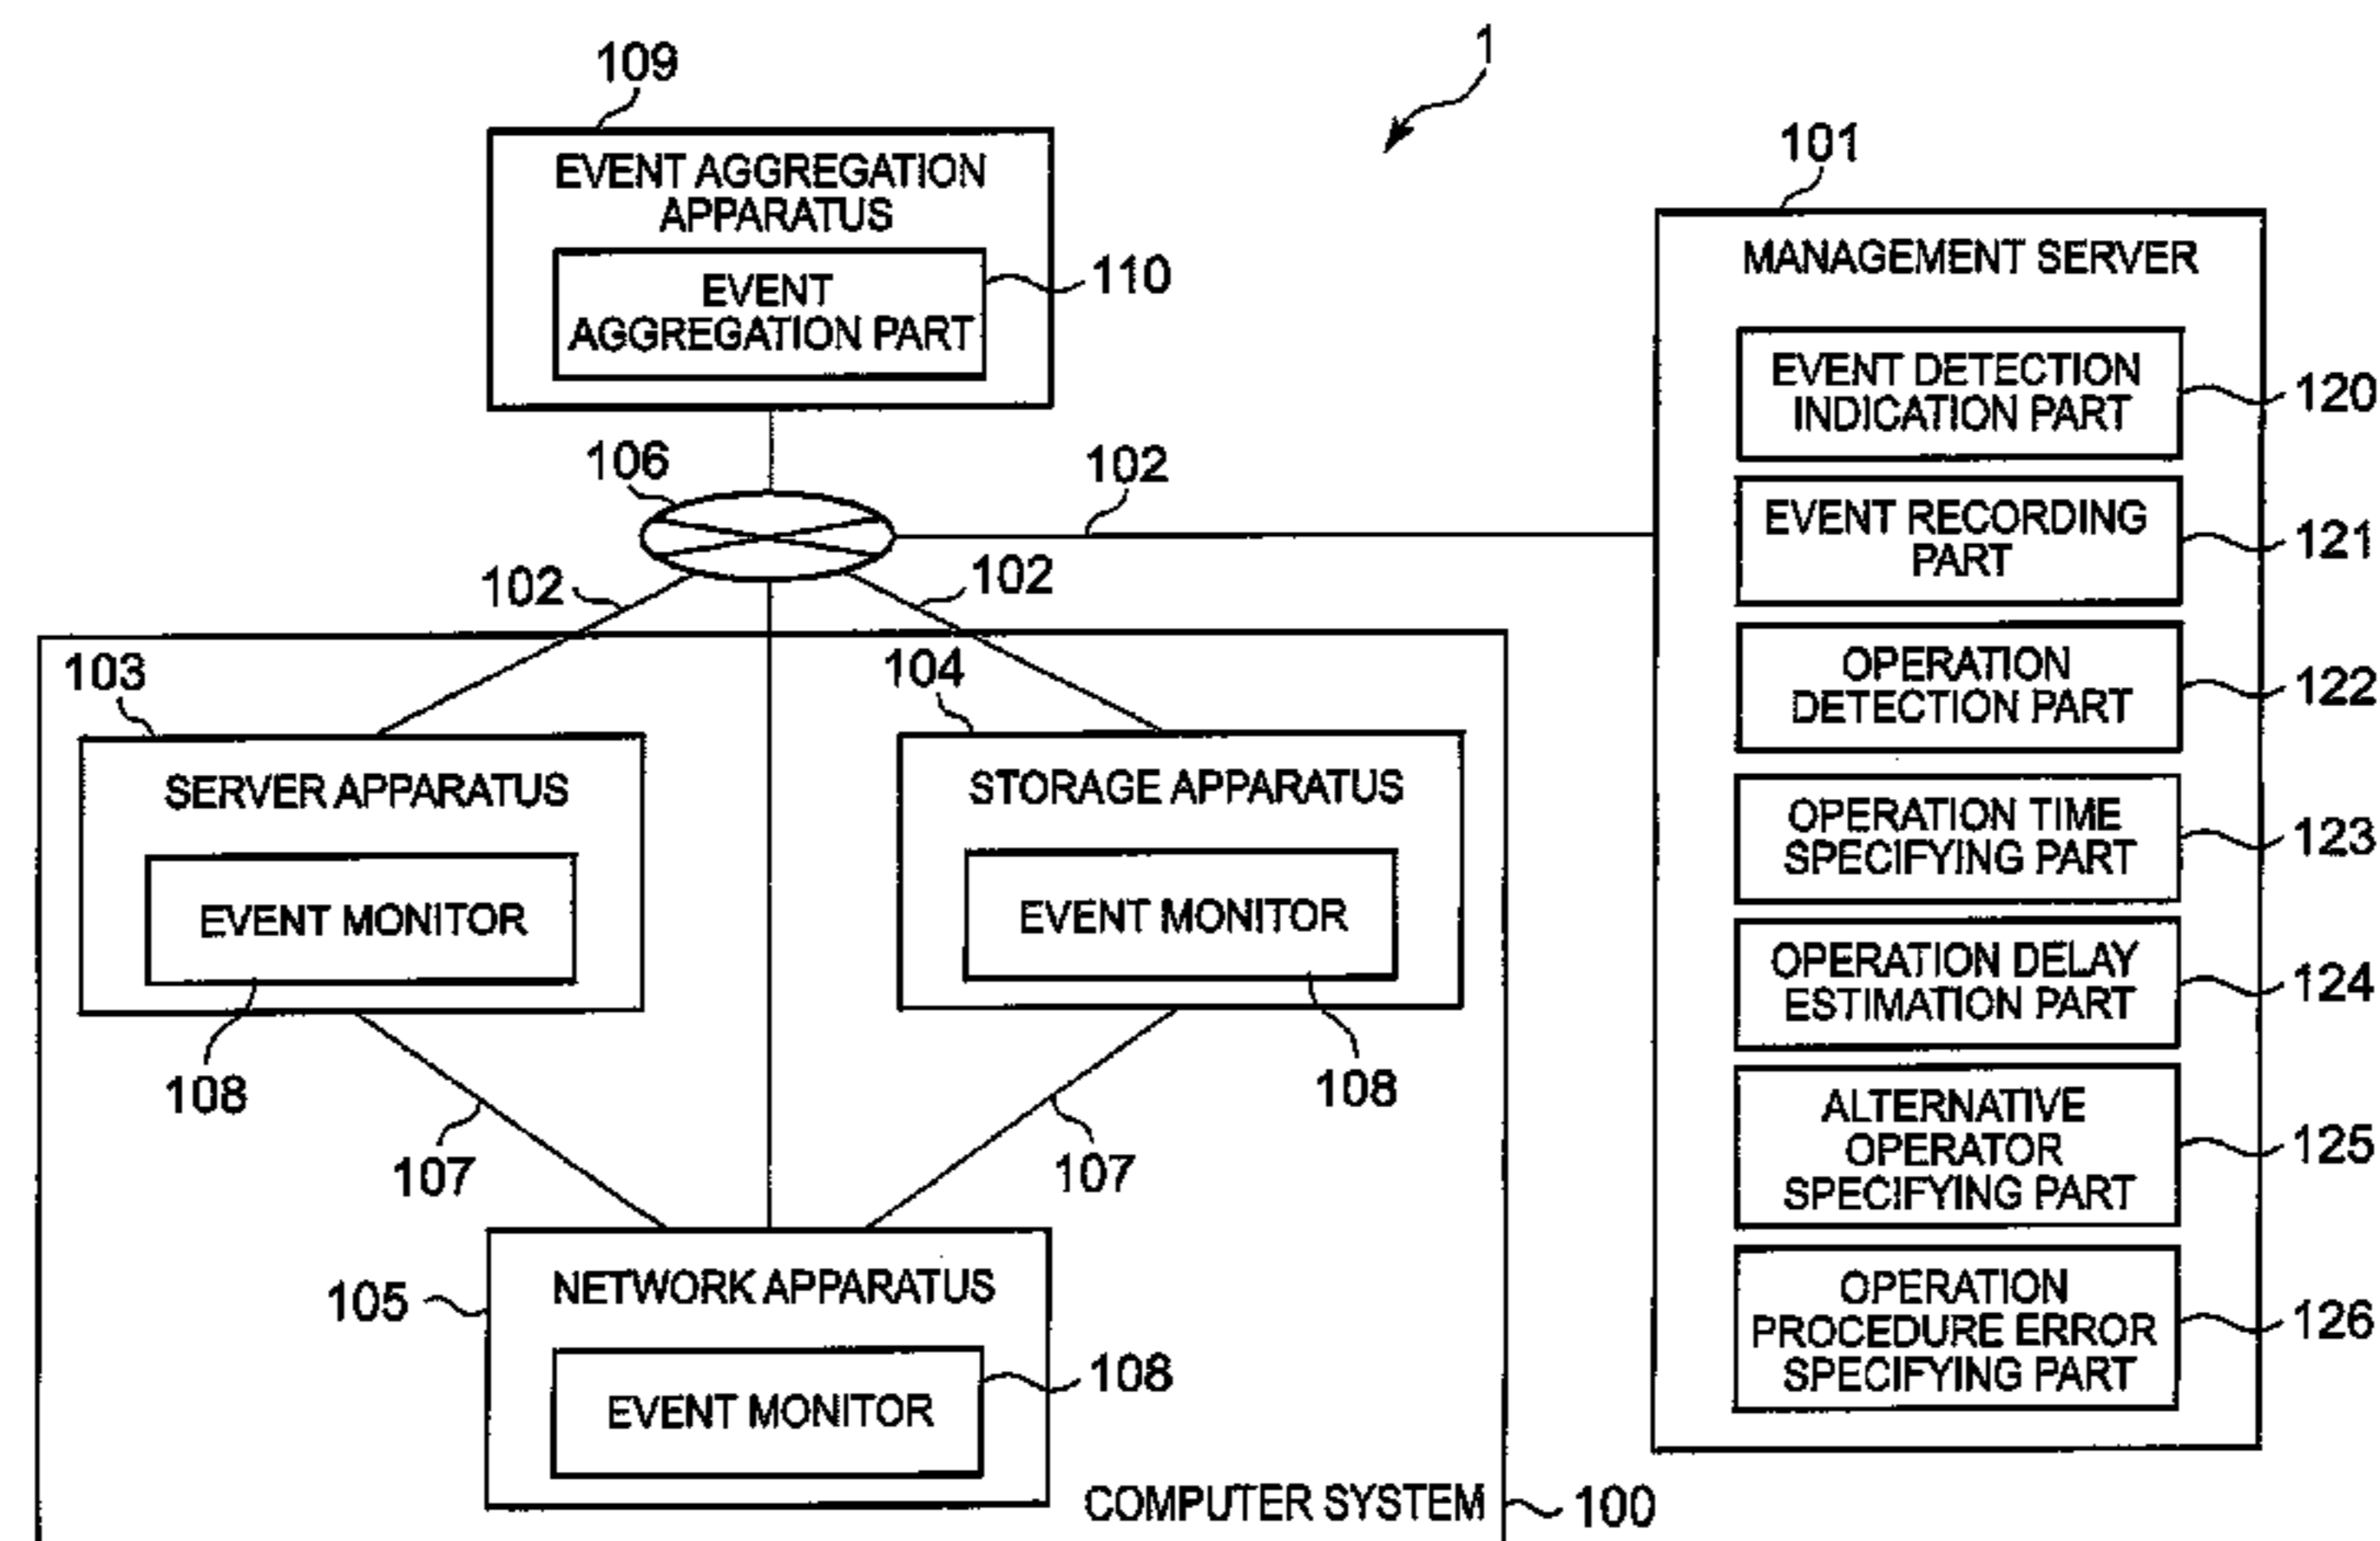 1
109
EVENT AGGREGATION
APPARATUS
110
EVENT
AGGREGATION PART
106
102
102
102
101
MANAGEMENT SERVER
EVENT DETECTION
INDICATION PART
120
EVENT RECORDING
PART
121
OPERATION
DETECTION PART
122
OPERATION TIME
SPECIFYING PART
123
OPERATION DELAY
ESTIMATION PART
124
ALTERNATIVE
OPERATOR
SPECIFYING PART
125
OPERATION
PROCEDURE ERROR
SPECIFYING PART
126
103
SERVER APPARATUS
EVENT MONITOR
108
104
STORAGE APPARATUS
EVENT MONITOR
108
107
107
105
NETWORK APPARATUS
EVENT MONITOR
108
COMPUTER SYSTEM
100